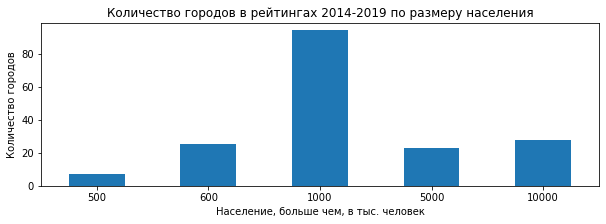 Количество городов в рейтингах 2014-2019 по размеру населения
Количество городов
80
60
40
20
0
500 600 1000 5000 10000
Население, больше чем, в тыс. человек